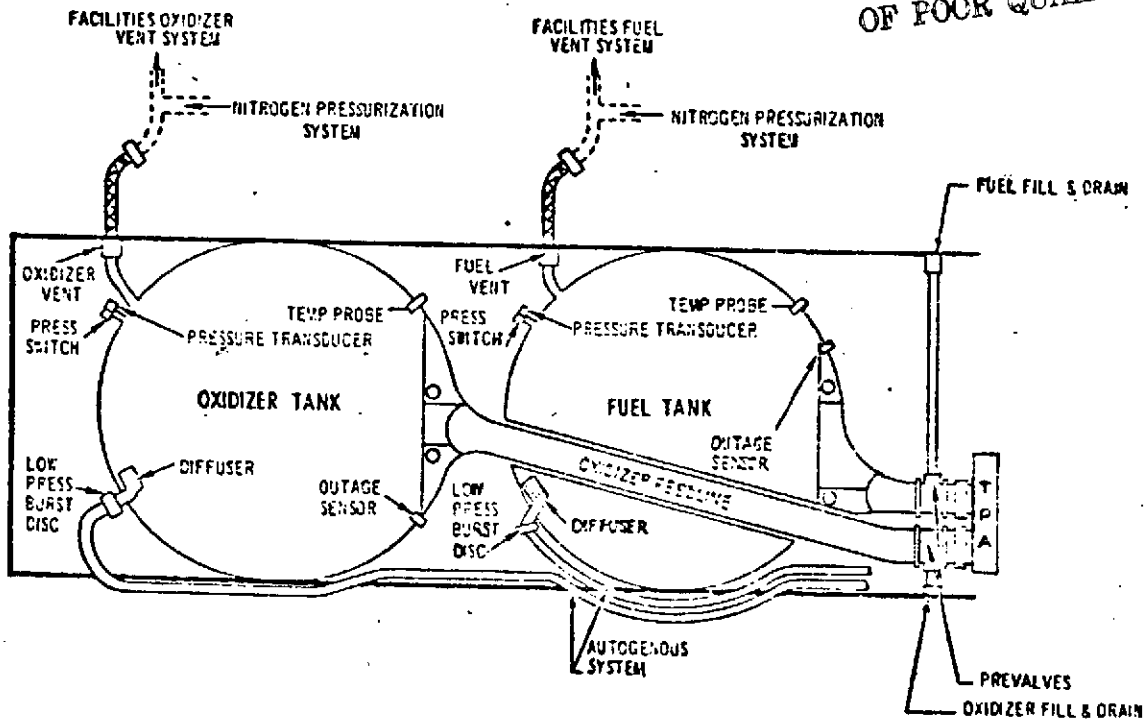 OF POOR
FACILITIES OXIDIZER
VENT SYSTEM
FACILITIES FUEL
VENT SYSTEM
NITROGEN PRESSURIZATION
SYSTEM
NITROGEN PRESSURIZATION
SYSTEM
FUEL FILL & DRAIN
OXIDIZER
VENT
FUEL
VENT
PRESS
SWITCH
PRESSURE TRANSDUCER
TEMP PROBE
PRESS
SWITCH
PRESSURE TRANSDUCER
TEMP PROBE
OXIDIZER TANK
FUEL TANK
LOW
PRESS
BURST
DISC
DIFFUSER
OUTAGE
SENSOR
LOW
PRESS
BURST
DISC
DIFFUSER
OXIDIZER FEEDLINE
OUTAGE
SENSOR
T
P
A
AUTOGENOUS
SYSTEM
PREVALVES
OXIDIZER FILL & DRAIN